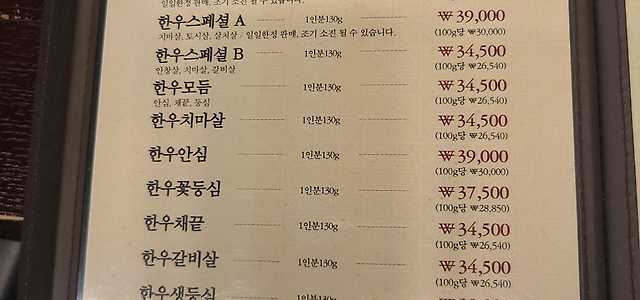 일일한정 판매, 조기 소진 될 수 있습니다.
한우스페셜 A 1인분130g ₩39,000
치마살, 토시살, 살치살 / 일일한정 판매, 조기 소진 될 수 있습니다. (100g당 ₩30,000)
한우스페셜 B 1인분130g ₩34,500
안창살, 치마살, 갈비살 (100g당 ₩26,540)
한우모듬 1인분130g ₩34,500
안심, 채끝, 등심 (100g당 ₩26,540)
한우치마살 1인분130g ₩34,500
(100g당 ₩26,540)
한우안심 1인분130g ₩39,000
(100g당 ₩30,000)
한우꽃등심 1인분130g ₩37,500
(100g당 ₩28,850)
한우채끝 1인분130g ₩34,500
(100g당 ₩26,540)
한우갈비살 1인분130g ₩34,500
(100g당 ₩26,540)
한우생등심 1인분130g